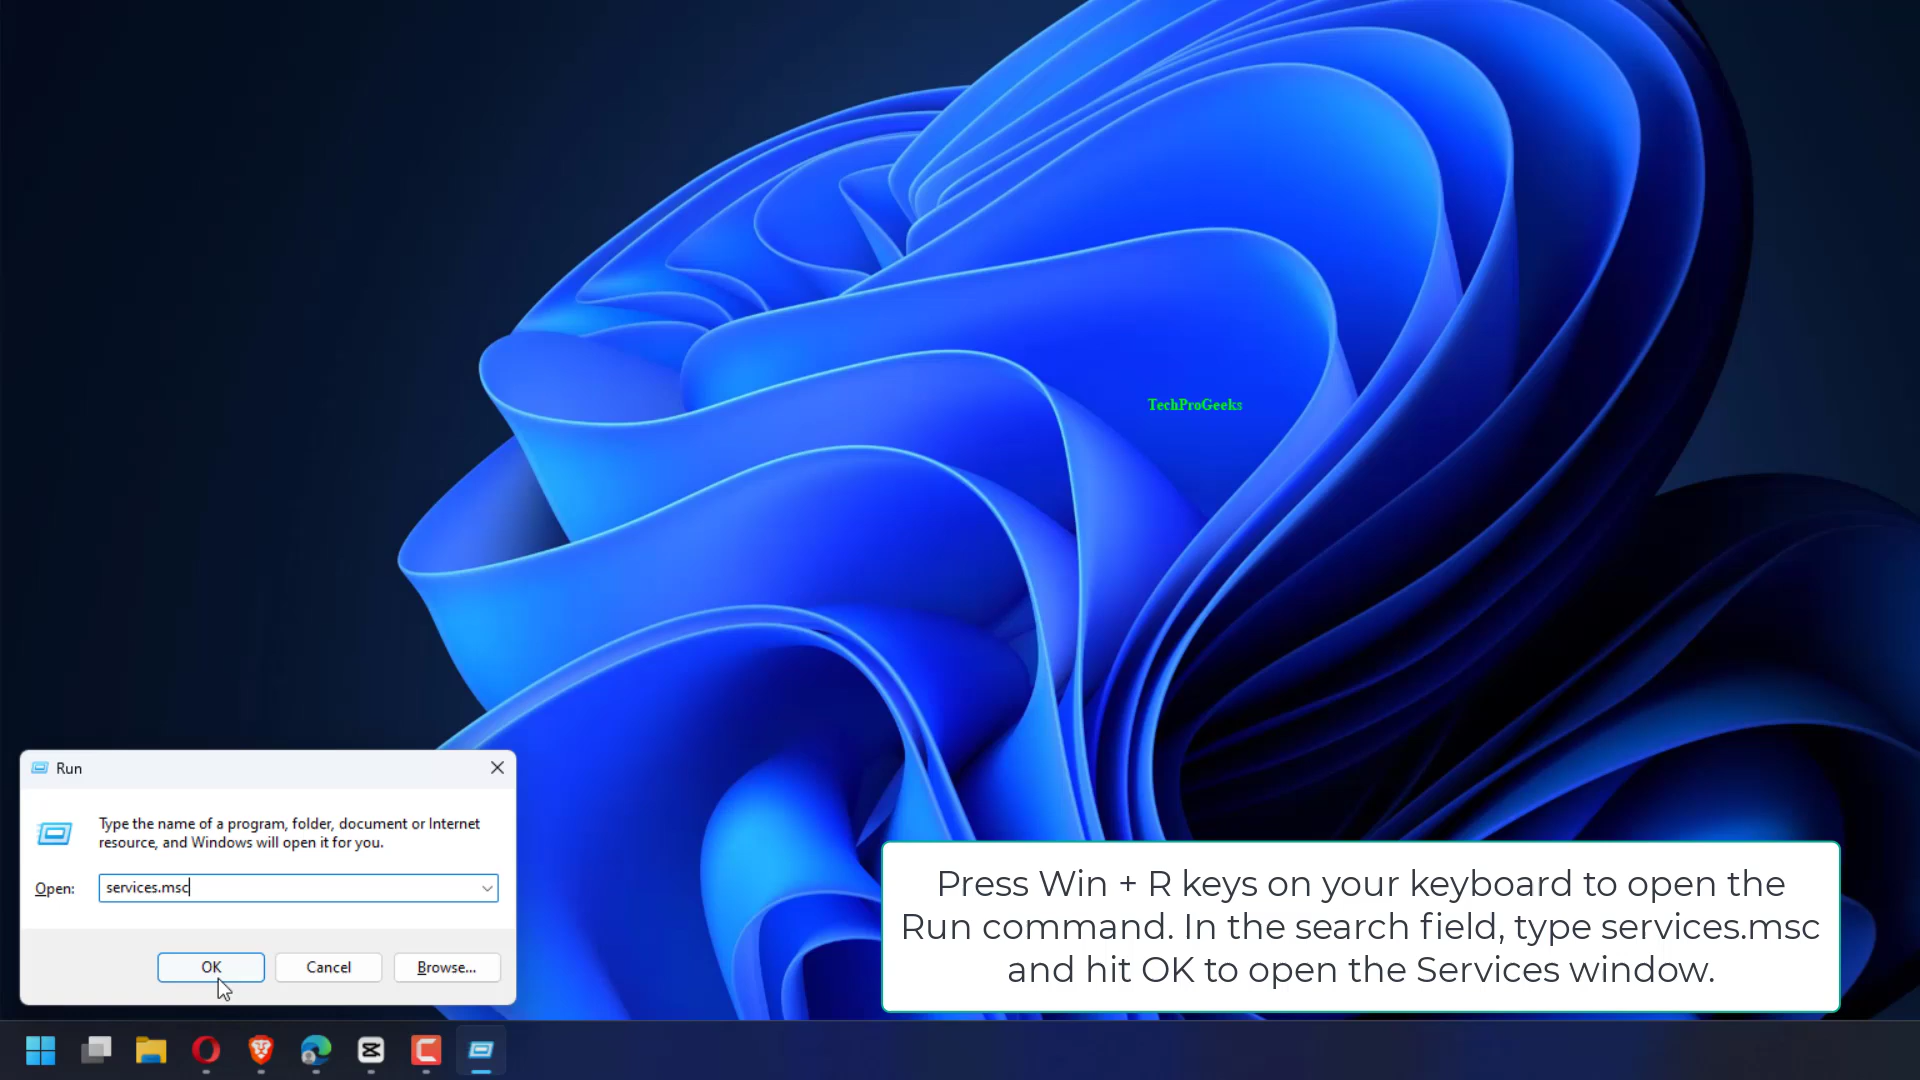 TechProGeeks
Run
Type the name of a program, folder, document or Internet
resource, and Windows will open it for you.
Open: services.msc
OK Cancel Browse...
Press Win + R keys on your keyboard to open the
Run command. In the search field, type services.msc
and hit OK to open the Services window.